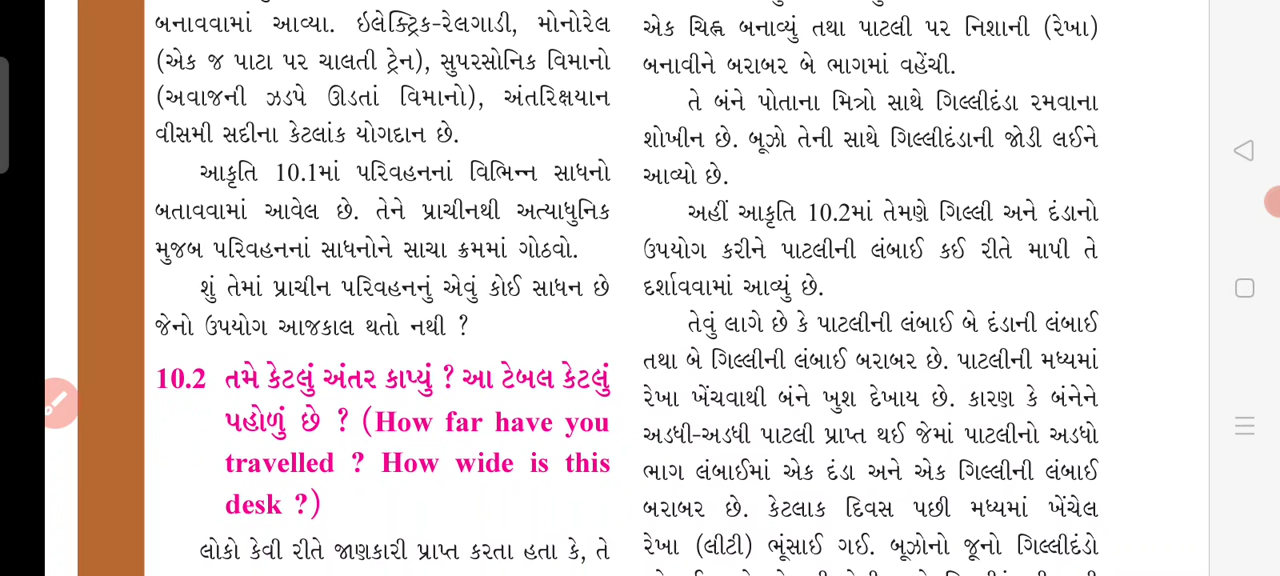 બનાવવામાં આવ્યા. ઇલેક્ટ્રિક-રેલગાડી, મોનોરેલ
(એક જ પાટા પર ચાલતી ટ્રેન), સુપરસોનિક વિમાનો
(અવાજની ઝડપે ઊડતાં વિમાનો), અંતરિક્ષયાન
વીસમી સદીના કેટલાંક યોગદાન છે.
આકૃતિ 10.1માં પરિવહનનાં વિભિન્ન સાધનો
બતાવવામાં આવેલ છે. તેને પ્રાચીનથી અત્યાધુનિક
મુજબ પરિવહનનાં સાધનોને સાચા ક્રમમાં ગોઠવો.
શું તેમાં પ્રાચીન પરિવહનનું એવું કોઈ સાધન છે
જેનો ઉપયોગ આજકાલ થતો નથી ?
10.2 તમે કેટલું અંતર કાપ્યું ? આ ટેબલ કેટલું
પહોળું છે ? (How far have you
travelled ? How wide is this
desk ?)
લોકો કેવી રીતે જાણકારી પ્રાપ્ત કરતા હતા કે, તે
એક ચિહ્ન બનાવ્યું તથા પાટલી પર નિશાની (રેખા)
બનાવીને બરાબર બે ભાગમાં વહેંચી.
તે બંને પોતાના મિત્રો સાથે ગિલ્લીદંડા રમવાના
શોખીન છે. બૂઝો તેની સાથે ગિલ્લીદંડાની જોડી લઈને
આવ્યો છે.
અહીં આકૃતિ 10.2માં તેમણે ગિલ્લી અને દંડાનો
ઉપયોગ કરીને પાટલીની લંબાઈ કઈ રીતે માપી તે
દર્શાવવામાં આવ્યું છે.
તેવું લાગે છે કે પાટલીની લંબાઈ બે દંડાની લંબાઈ
તથા બે ગિલ્લીની લંબાઈ બરાબર છે. પાટલીની મધ્યમાં
રેખા ખેંચવાથી બંને ખુશ દેખાય છે. કારણ કે બંનેને
અડધી-અડધી પાટલી પ્રાપ્ત થઈ જેમાં પાટલીનો અડધો
ભાગ લંબાઈમાં એક દંડા અને એક ગિલ્લીની લંબાઈ
બરાબર છે. કેટલાક દિવસ પછી મધ્યમાં ખેંચેલ
રેખા (લીટી) ભૂંસાઈ ગઈ. બૂઝોનો જૂનો ગિલ્લીદંડો